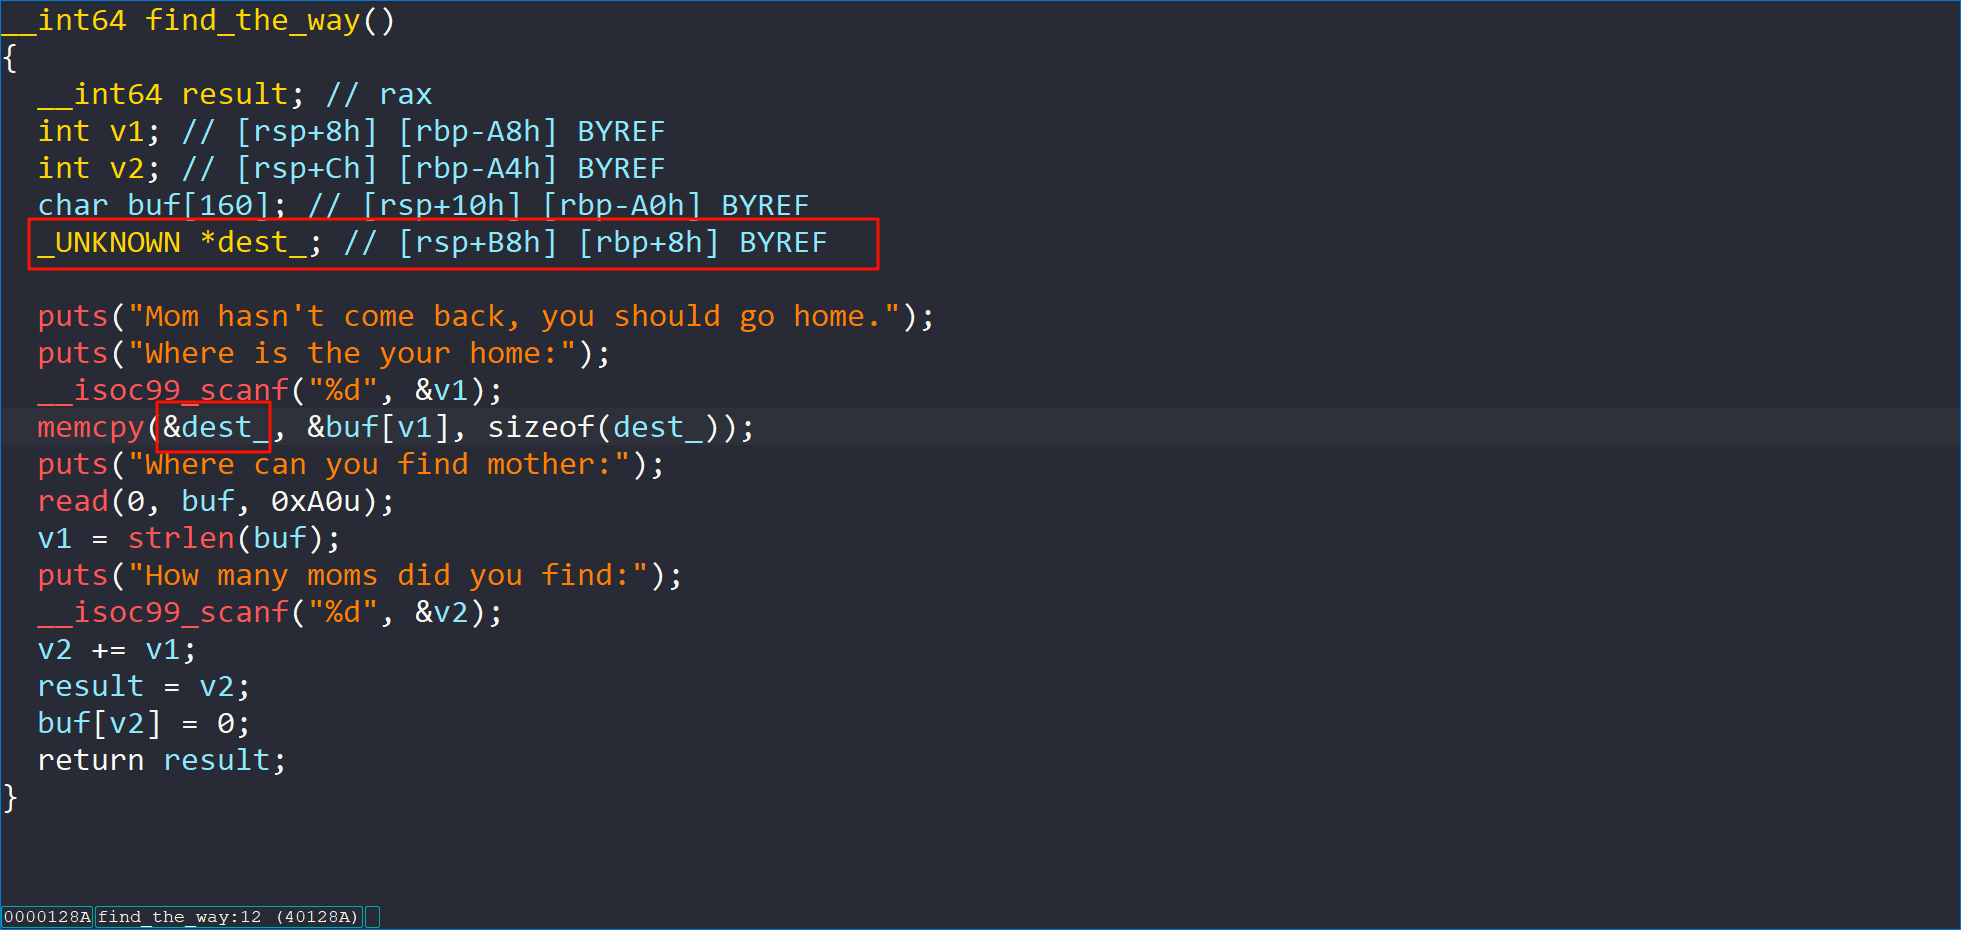 __int64 find_the_way()
{
  __int64 result; // rax
  int v1; // [rsp+8h] [rbp-A8h] BYREF
  int v2; // [rsp+Ch] [rbp-A4h] BYREF
  char buf[160]; // [rsp+10h] [rbp-A0h] BYREF
  _UNKNOWN *dest_; // [rsp+B8h] [rbp+8h] BYREF

  puts("Mom hasn't come back, you should go home.");
  puts("Where is the your home:");
  __isoc99_scanf("%d", &v1);
  memcpy(&dest_, &buf[v1], sizeof(dest_));
  puts("Where can you find mother:");
  read(0, buf, 0xA0u);
  v1 = strlen(buf);
  puts("How many moms did you find:");
  __isoc99_scanf("%d", &v2);
  v2 += v1;
  result = v2;
  buf[v2] = 0;
  return result;
}
0000128A find_the_way:12 (40128A)